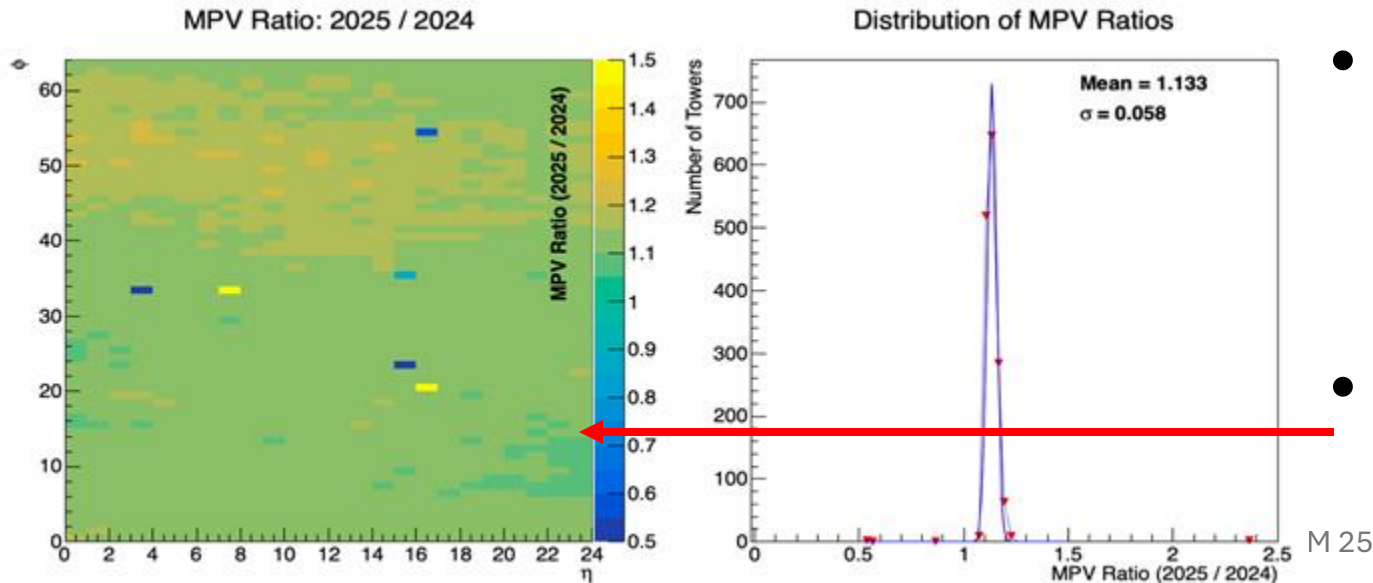 MPV Ratio: 2025 / 2024
ϕ
60
50
40
30
20
10
0
0 2 4 6 8 10 12 14 16 18 20 22 24
η
MPV Ratio (2025 / 2024)
1.5
1.4
1.3
1.2
1.1
1
0.9
0.8
0.7
0.6
0.5
Distribution of MPV Ratios
Number of Towers
700
600
500
400
300
200
100
0
0 0.5 1 1.5 2 2.5
MPV Ratio (2025 / 2024)
Mean = 1.133
σ = 0.058
•
•
M 25